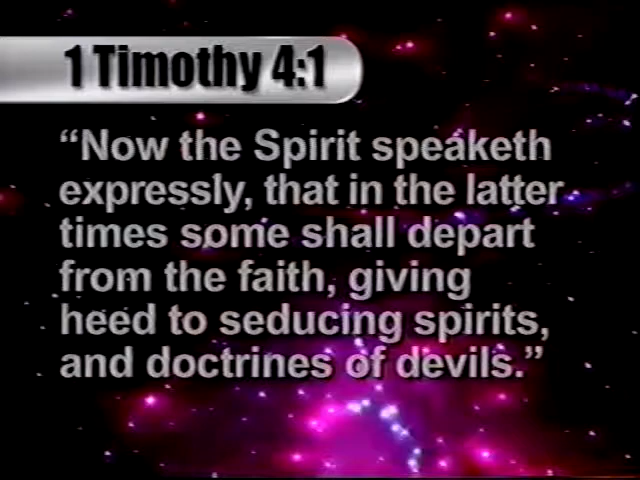 1 Timothy 4:1
“Now the Spirit speaketh
expressly, that in the latter
times some shall depart
from the faith, giving
heed to seducing spirits,
and doctrines of devils.”